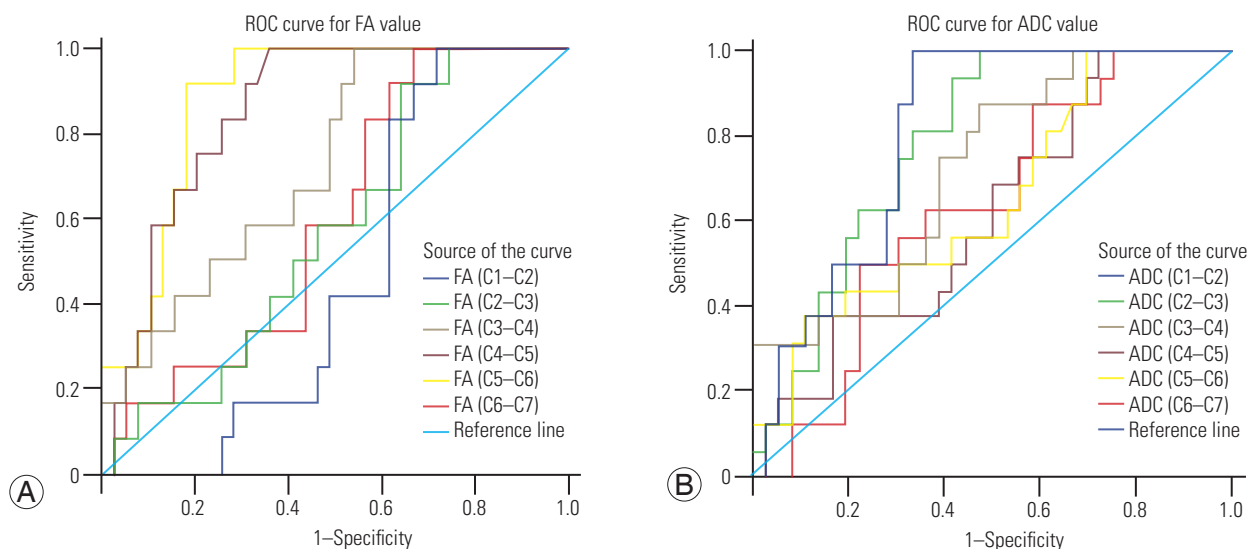 ROC curve for FA value
1.0
0.8
0.6
0.4
0.2
0
Sensitivity
0.2
0.4
0.6
0.8
1.0
1–Specificity
Source of the curve
FA (C1–C2)
FA (C2–C3)
FA (C3–C4)
FA (C4–C5)
FA (C5–C6)
FA (C6–C7)
Reference line
A
ROC curve for ADC value
1.0
0.8
0.6
0.4
0.2
0
Sensitivity
0.2
0.4
0.6
0.8
1.0
1–Specificity
Source of the curve
ADC (C1–C2)
ADC (C2–C3)
ADC (C3–C4)
ADC (C4–C5)
ADC (C5–C6)
ADC (C6–C7)
Reference line
B